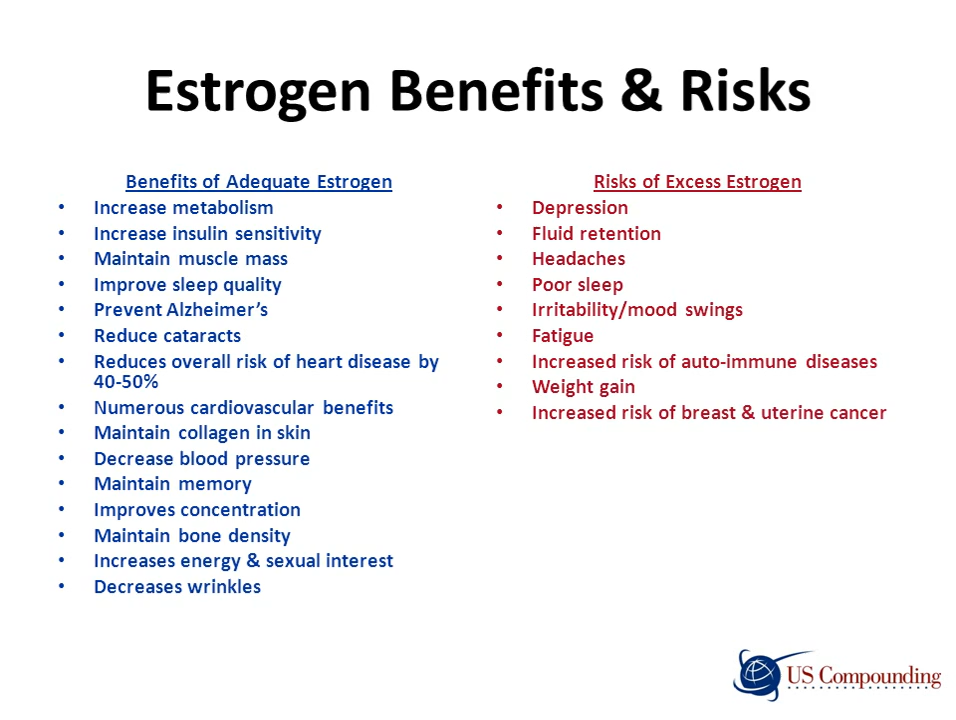 Estrogen Benefits & Risks
Benefits of Adequate Estrogen
• Increase metabolism
• Increase insulin sensitivity
• Maintain muscle mass
• Improve sleep quality
• Prevent Alzheimer’s
• Reduce cataracts
• Reduces overall risk of heart disease by
40-50%
• Numerous cardiovascular benefits
• Maintain collagen in skin
• Decrease blood pressure
• Maintain memory
• Improves concentration
• Maintain bone density
• Increases energy & sexual interest
• Decreases wrinkles
Risks of Excess Estrogen
• Depression
• Fluid retention
• Headaches
• Poor sleep
• Irritability/mood swings
• Fatigue
• Increased risk of auto-immune diseases
• Weight gain
• Increased risk of breast & uterine cancer
US Compounding